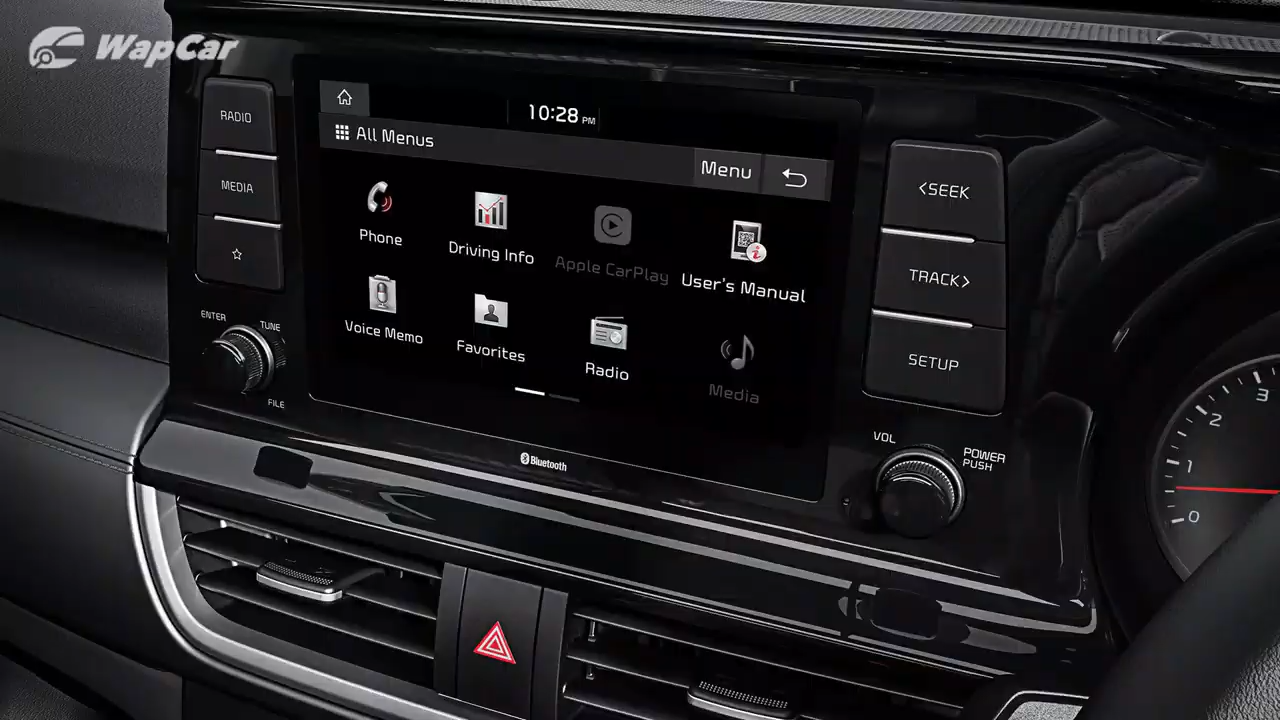 WapCar
RADIO
MEDIA
ENTER
TUNE
FILE
10:28 PM
All Menus
Menu
Phone
Driving Info
Apple CarPlay
User's Manual
Voice Memo
Favorites
Radio
Media
Bluetooth
<SEEK
TRACK>
SETUP
VOL
POWER
PUSH
3
2
1
0